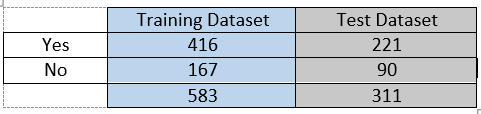 Training Dataset Test Dataset
Yes 416 221
No 167 90
583 311